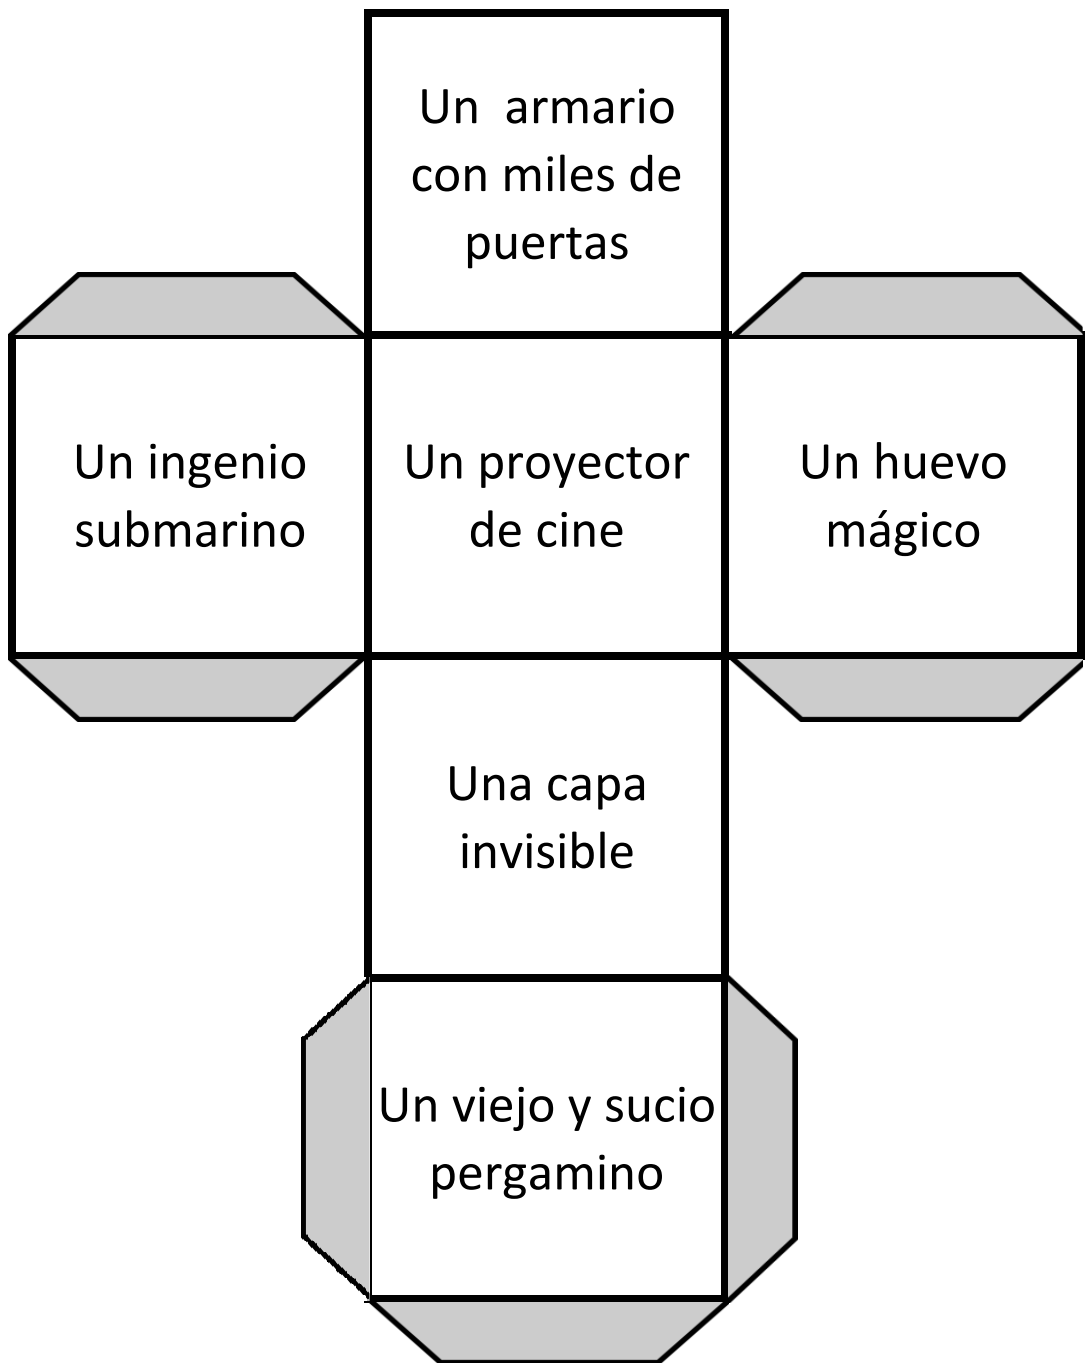 Un armario
con miles de
puertas
Un ingenio
submarino
Un proyector
de cine
Un huevo
mágico
Una capa
invisible
Un viejo y sucio
pergamino